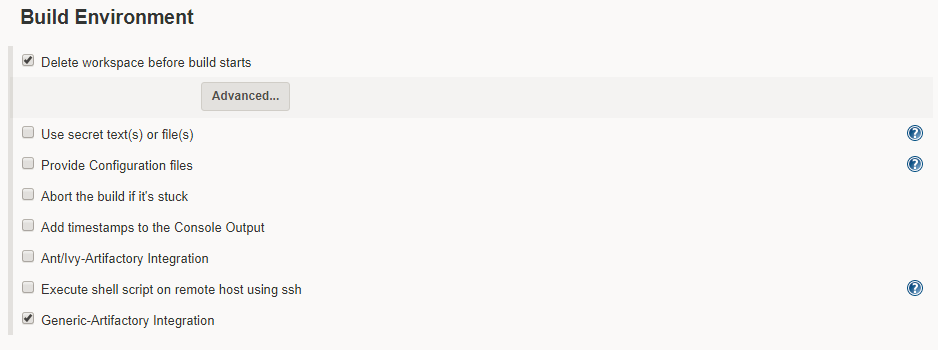 Build Environment
Delete workspace before build starts
Advanced...
Use secret text(s) or file(s)
?
Provide Configuration files
?
Abort the build if it's stuck
Add timestamps to the Console Output
Ant/Ivy-Artifactory Integration
Execute shell script on remote host using ssh
?
Generic-Artifactory Integration